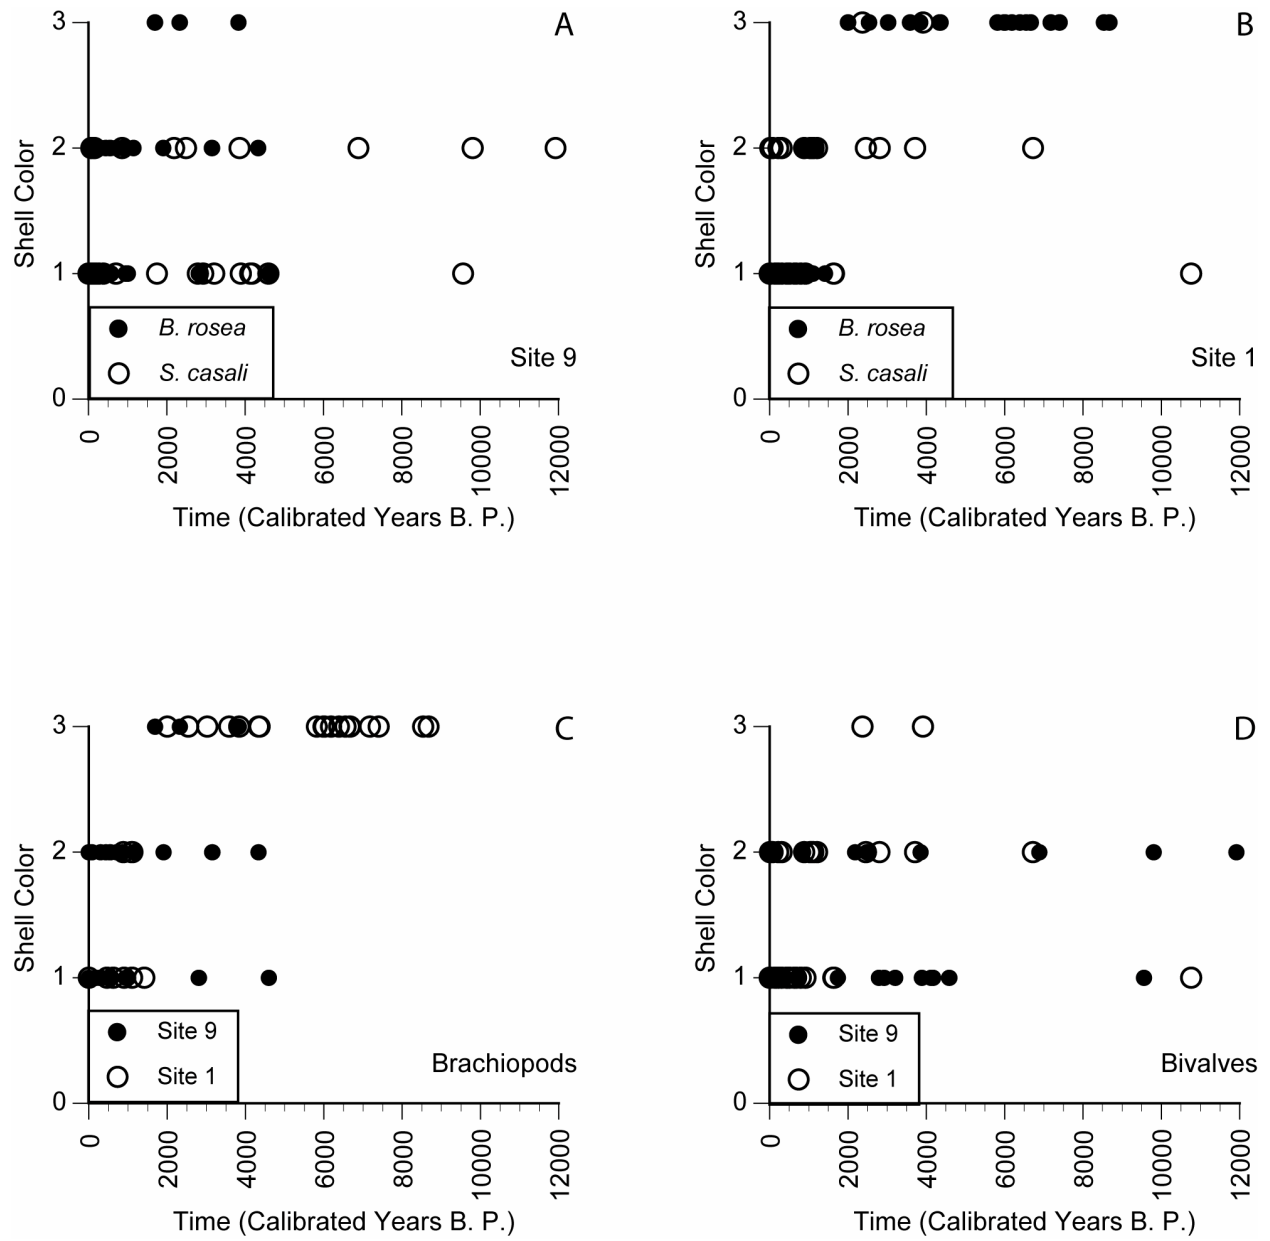 A
3
2
1
0
Shell Color
B. rosea
S. casali
Site 9
0
2000
4000
6000
8000
10000
12000
Time (Calibrated Years B. P.)
B
3
2
1
0
Shell Color
B. rosea
S. casali
Site 1
0
2000
4000
6000
8000
10000
12000
Time (Calibrated Years B. P.)
C
3
2
1
0
Shell Color
Site 9
Site 1
Brachiopods
0
2000
4000
6000
8000
10000
12000
Time (Calibrated Years B. P.)
D
3
2
1
0
Shell Color
Site 9
Site 1
Bivalves
0
2000
4000
6000
8000
10000
12000
Time (Calibrated Years B. P.)